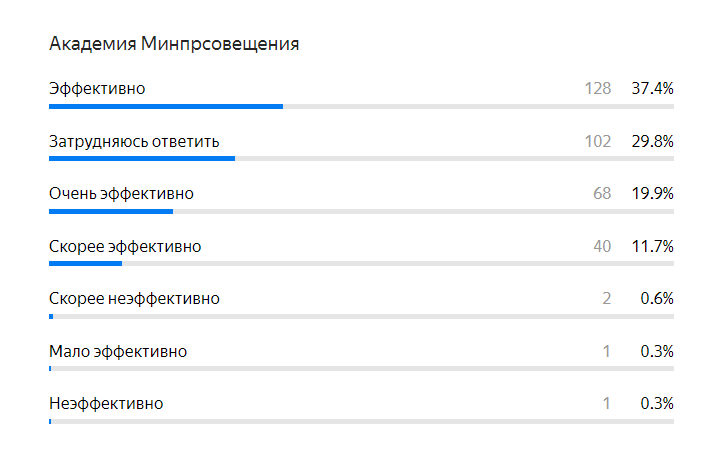 Академия Минпрсовещения
Эффективно 128 37.4%
Затрудняюсь ответить 102 29.8%
Очень эффективно 68 19.9%
Скорее эффективно 40 11.7%
Скорее неэффективно 2 0.6%
Мало эффективно 1 0.3%
Неэффективно 1 0.3%